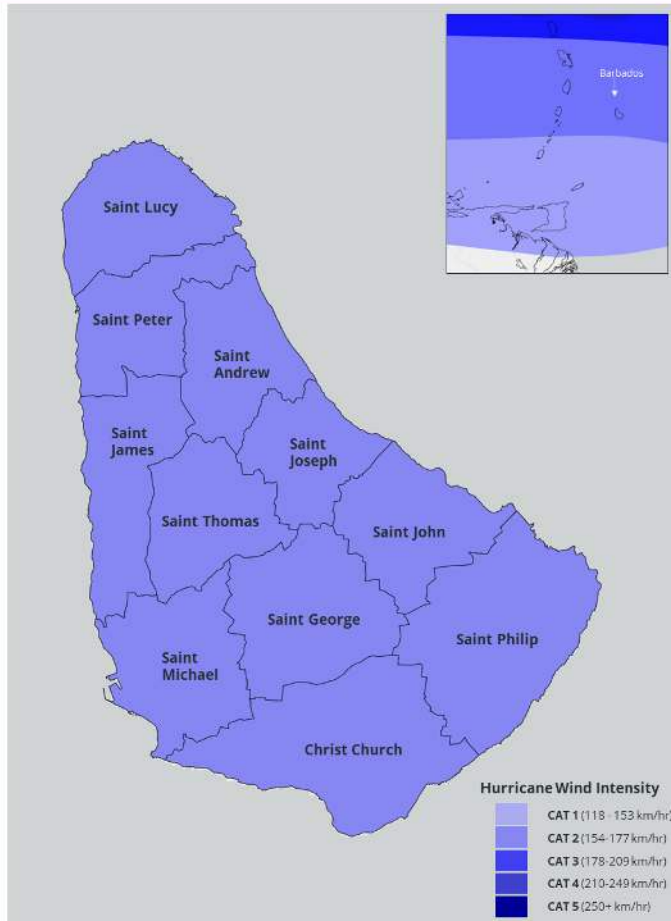 Barbados
Saint Lucy
Saint Peter
Saint
Andrew
Saint
James
Saint
Joseph
Saint Thomas
Saint John
Saint George
Saint Philip
Saint
Michael
Christ Church
Hurricane Wind Intensity
CAT 1 (118 - 153 km/hr)
CAT 2 (154-177 km/hr)
CAT 3 (178-209 km/hr)
CAT 4 (210-249 km/hr)
CAT 5 (250+ km/hr)